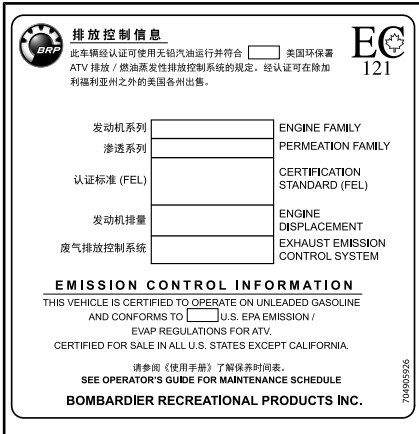 BRP
排放控制信息
此车辆经认证可使用无铅汽油运行并符合 美国环保署
ATV 排放 / 燃油蒸发性排放控制系统的规定。经认证可在除加
利福利亚州之外的美国各州出售。
EC
121
发动机系列 ENGINE FAMILY
渗透系列 PERMEATION FAMILY
认证标准 (FEL) CERTIFICATION
STANDARD (FEL)
发动机排量 ENGINE
DISPLACEMENT
废气排放控制系统 EXHAUST EMISSION
CONTROL SYSTEM
EMISSION CONTROL INFORMATION
THIS VEHICLE IS CERTIFIED TO OPERATE ON UNLEADED GASOLINE
AND CONFORMS TO U.S. EPA EMISSION /
EVAP REGULATIONS FOR ATV.
CERTIFIED FOR SALE IN ALL U.S. STATES EXCEPT CALIFORNIA.
请参阅《使用手册》了解保养时间表。
SEE OPERATOR'S GUIDE FOR MAINTENANCE SCHEDULE
BOMBARDIER RECREATIONAL PRODUCTS INC.
704905926